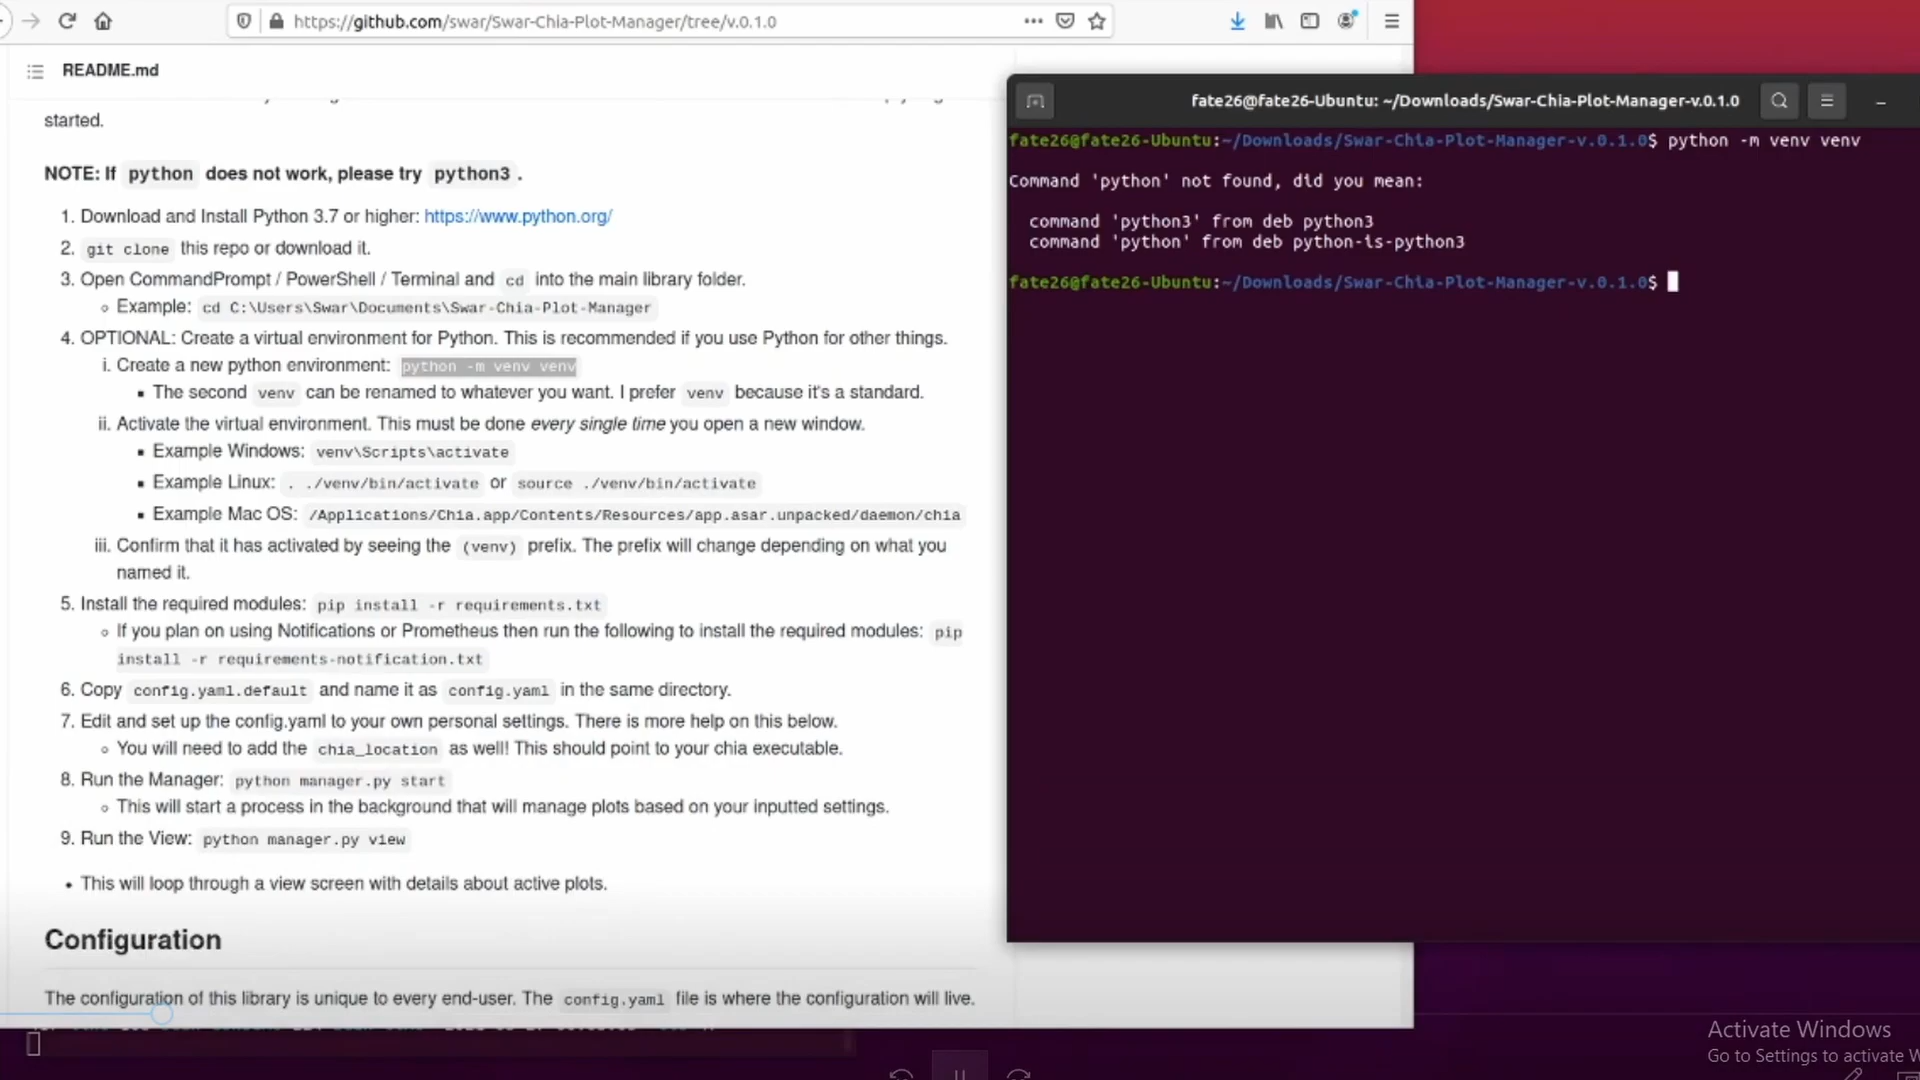 https://github.com/swar/Swar-Chia-Plot-Manager/tree/v.0.1.0
README.md
started.
NOTE: If python does not work, please try python3 .
1. Download and Install Python 3.7 or higher: https://www.python.org/
2. git clone this repo or download it.
3. Open CommandPrompt / PowerShell / Terminal and cd into the main library folder.
Example: cd C:\Users\Swar\Documents\Swar-Chia-Plot-Manager
4. OPTIONAL: Create a virtual environment for Python. This is recommended if you use Python for other things.
i. Create a new python environment: python -m venv venv
The second venv can be renamed to whatever you want. I prefer venv because it's a standard.
ii. Activate the virtual environment. This must be done every single time you open a new window.
Example Windows: venv\Scripts\activate
Example Linux: . ./venv/bin/activate or source ./venv/bin/activate
Example Mac OS: /Applications/Chia.app/Contents/Resources/app.asar.unpacked/daemon/chia
iii. Confirm that it has activated by seeing the (venv) prefix. The prefix will change depending on what you
named it.
5. Install the required modules: pip install -r requirements.txt
If you plan on using Notifications or Prometheus then run the following to install the required modules: pip
install -r requirements-notification.txt
6. Copy config.yaml.default and name it as config.yaml in the same directory.
7. Edit and set up the config.yaml to your own personal settings. There is more help on this below.
You will need to add the chia_location as well! This should point to your chia executable.
8. Run the Manager: python manager.py start
This will start a process in the background that will manage plots based on your inputted settings.
9. Run the View: python manager.py view
This will loop through a view screen with details about active plots.
Configuration
The configuration of this library is unique to every end-user. The config.yaml file is where the configuration will live.
fate26@fate26-Ubuntu: ~/Downloads/Swar-Chia-Plot-Manager-v.0.1.0
fate26@fate26-Ubuntu:~/Downloads/Swar-Chia-Plot-Manager-v.0.1.0$ python -m venv venv
Command 'python' not found, did you mean:
command 'python3' from deb python3
command 'python' from deb python-is-python3
fate26@fate26-Ubuntu:~/Downloads/Swar-Chia-Plot-Manager-v.0.1.0$
Activate Windows
Go to Settings to activate W